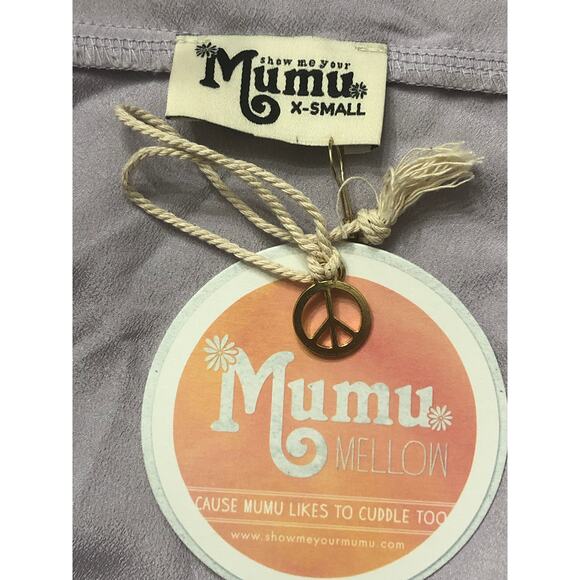 show me your
Mumu
X-SMALL
Mumu
MELLOW
CAUSE MUMU LIKES TO CUDDLE TOO
www.showmeyourmumu.com